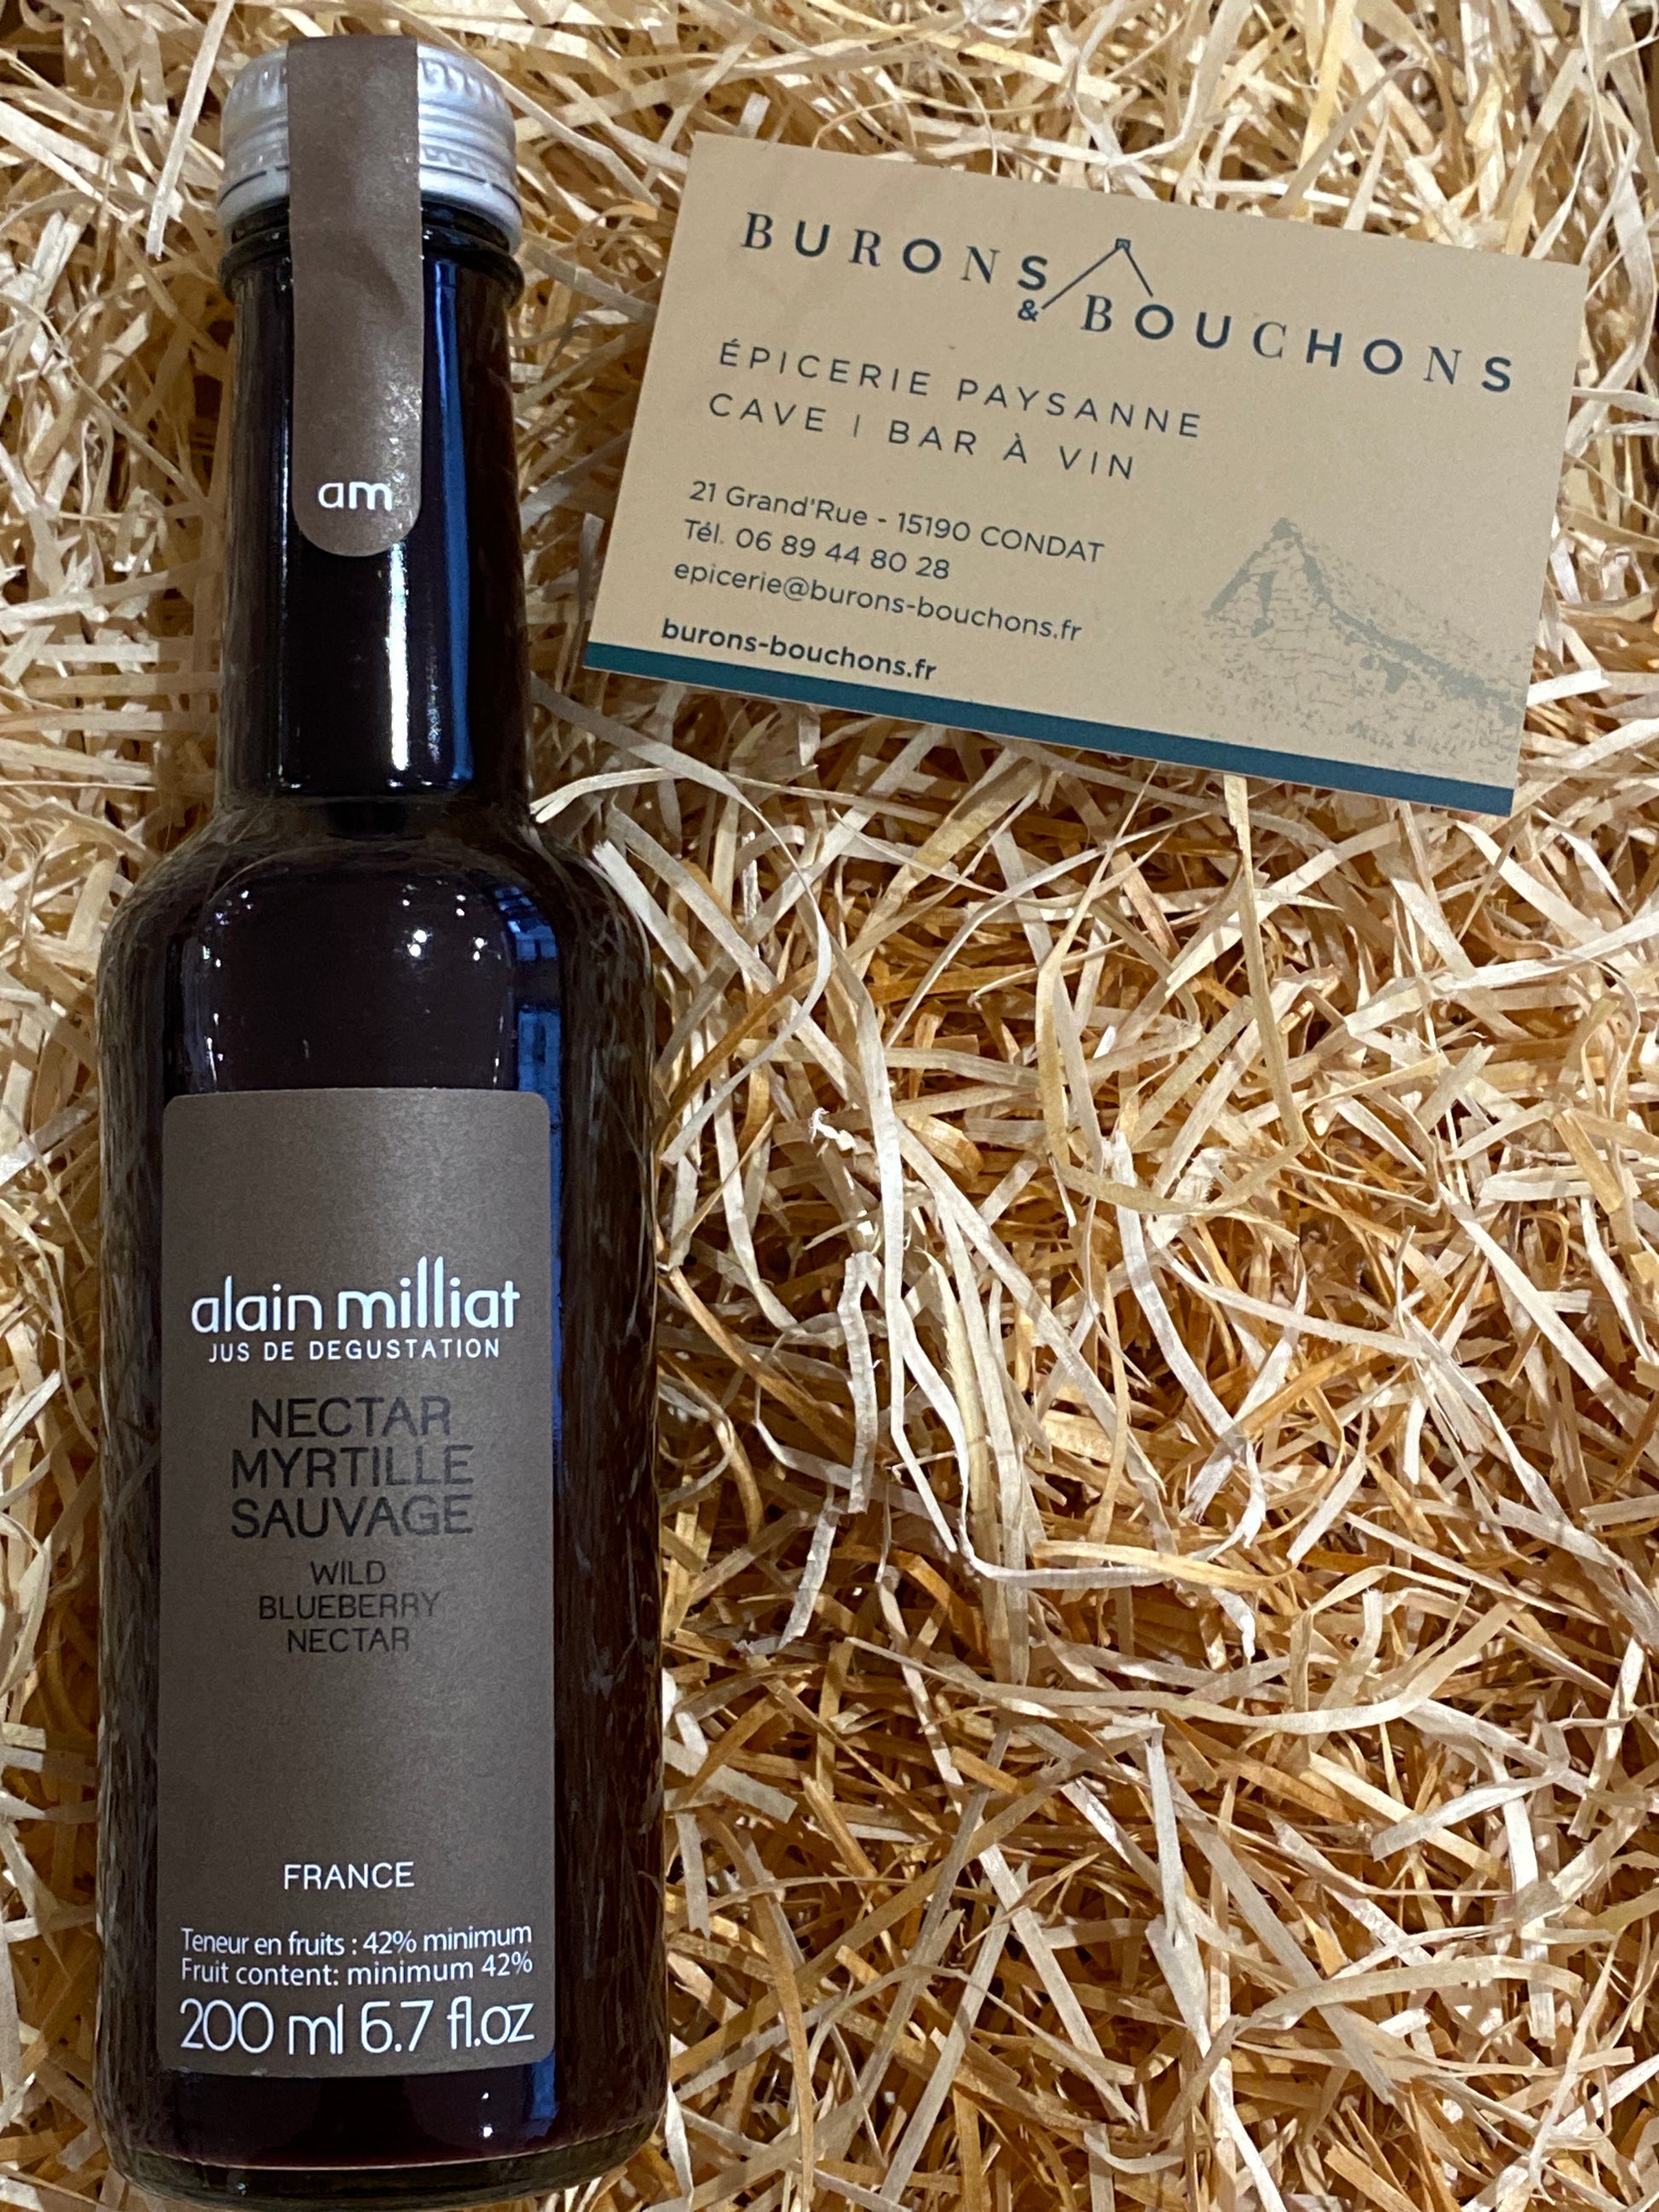 am
alain milliat
JUS DE DEGUSTATION
NECTAR
MYRTILLE
SAUVAGE
WILD
BLUEBERRY
NECTAR
FRANCE
Teneur en fruits : 42% minimum
Fruit content: minimum 42%
200 ml 6.7 fl.oz
BURONS
& BOUCHONS
ÉPICERIE PAYSANNE
CAVE | BAR À VIN
21 Grand'Rue - 15190 CONDAT
Tél. 06 89 44 80 28
epicerie@burons-bouchons.fr
burons-bouchons.fr